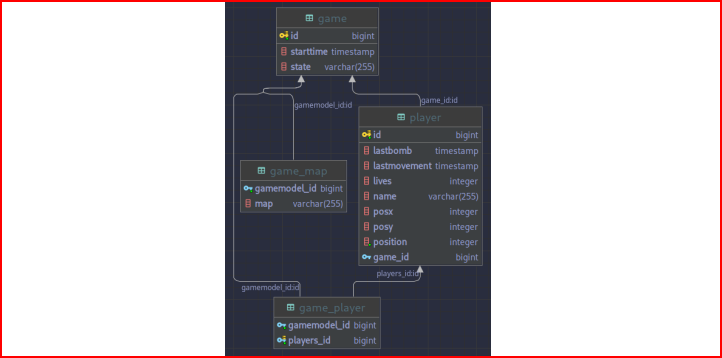 game
id bigint
starttime timestamp
state varchar(255)
gamemodel_id:id
game_id:id
player
id bigint
lastbomb timestamp
lastmovement timestamp
lives integer
name varchar(255)
posx integer
posy integer
position integer
game_id bigint
game_map
gamemodel_id bigint
map varchar(255)
players_id:id
gamemodel_id:id
game_player
gamemodel_id bigint
players_id bigint